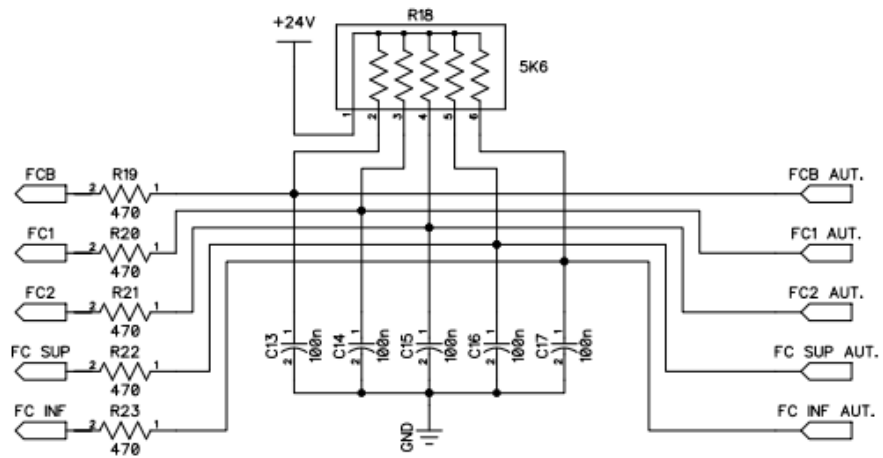 R18
+24V
5K6
1 2 3 4 5 6
FCB 2 R19 1 FCB AUT.
470
FC1 2 R20 1 FC1 AUT.
470
FC2 2 R21 1 FC2 AUT.
470
C13 1 2 100n C14 1 2 100n C15 1 2 100n C16 1 2 100n C17 1 2 100n
FC SUP 2 R22 1 FC SUP AUT.
470
FC INF 2 R23 1 FC INF AUT.
470
GND